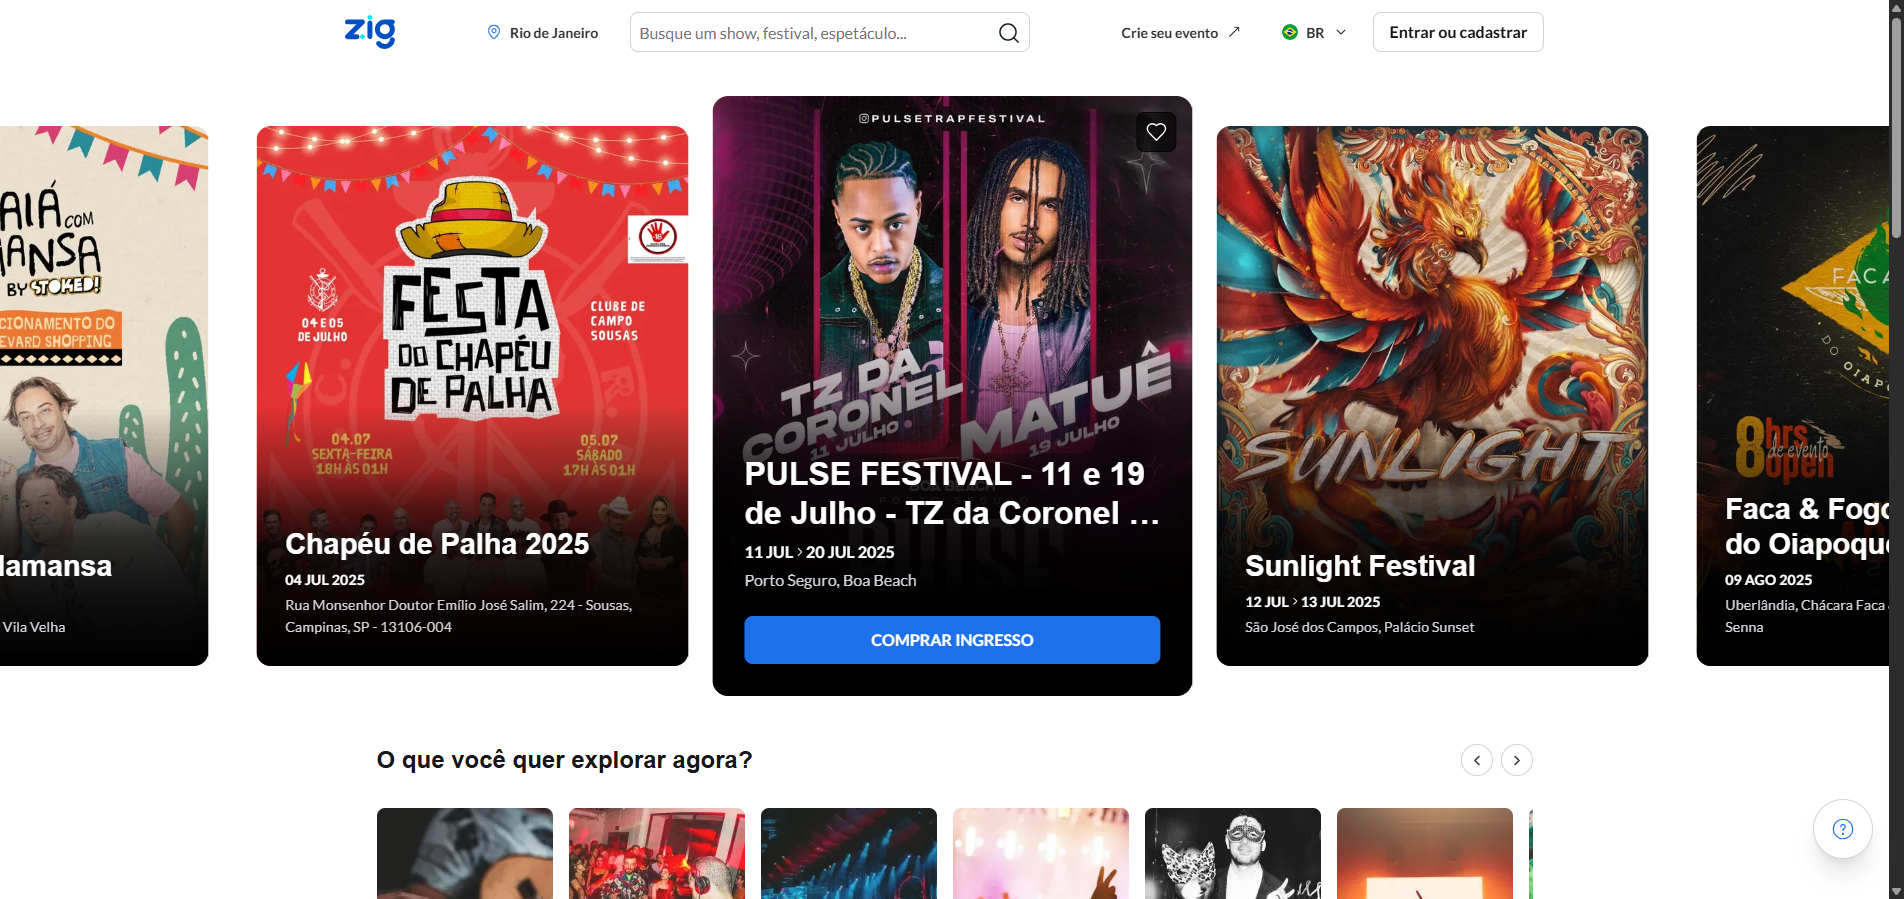 zig
Rio de Janeiro
Busque um show, festival, espetáculo...
Crie seu evento
BR
Entrar ou cadastrar
AIÁ COM
MANSA
BY STOKED!
CIONAMENTO DO
EVARD SHOPPING
lamansa
Vila Velha
04 E 05
DE JULHO
FESTA
DO CHAPÉU
DE PALHA
CLUBE DE
CAMPO
SOUSAS
04.07
SEXTA-FEIRA
18H ÀS 01H
05.07
SÁBADO
17H ÀS 01H
Chapéu de Palha 2025
04 JUL 2025
Rua Monsenhor Doutor Emílio José Salim, 224 - Sousas,
Campinas, SP - 13106-004
@PULSETRAPFESTIVAL
TZ DA
CORONEL
11 JULHO
MATUÊ
19 JULHO
PULSE FESTIVAL - 11 e 19
de Julho - TZ da Coronel ...
11 JUL > 20 JUL 2025
Porto Seguro, Boa Beach
COMPRAR INGRESSO
SUNLIGHT
Sunlight Festival
12 JUL > 13 JUL 2025
São José dos Campos, Palácio Sunset
FACA
DO OIAPO
8hrs
de evento
open
Faca & Fogo
do Oiapoque
09 AGO 2025
Uberlândia, Chácara Faca
Senna
O que você quer explorar agora?